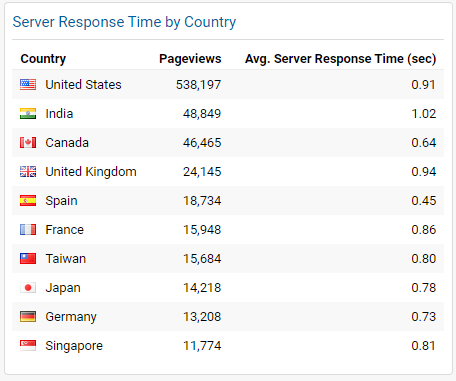 Server Response Time by Country
Country Pageviews Avg. Server Response Time (sec)
United States 538,197 0.91
India 48,849 1.02
Canada 46,465 0.64
United Kingdom 24,145 0.94
Spain 18,734 0.45
France 15,948 0.86
Taiwan 15,684 0.80
Japan 14,218 0.78
Germany 13,208 0.73
Singapore 11,774 0.81